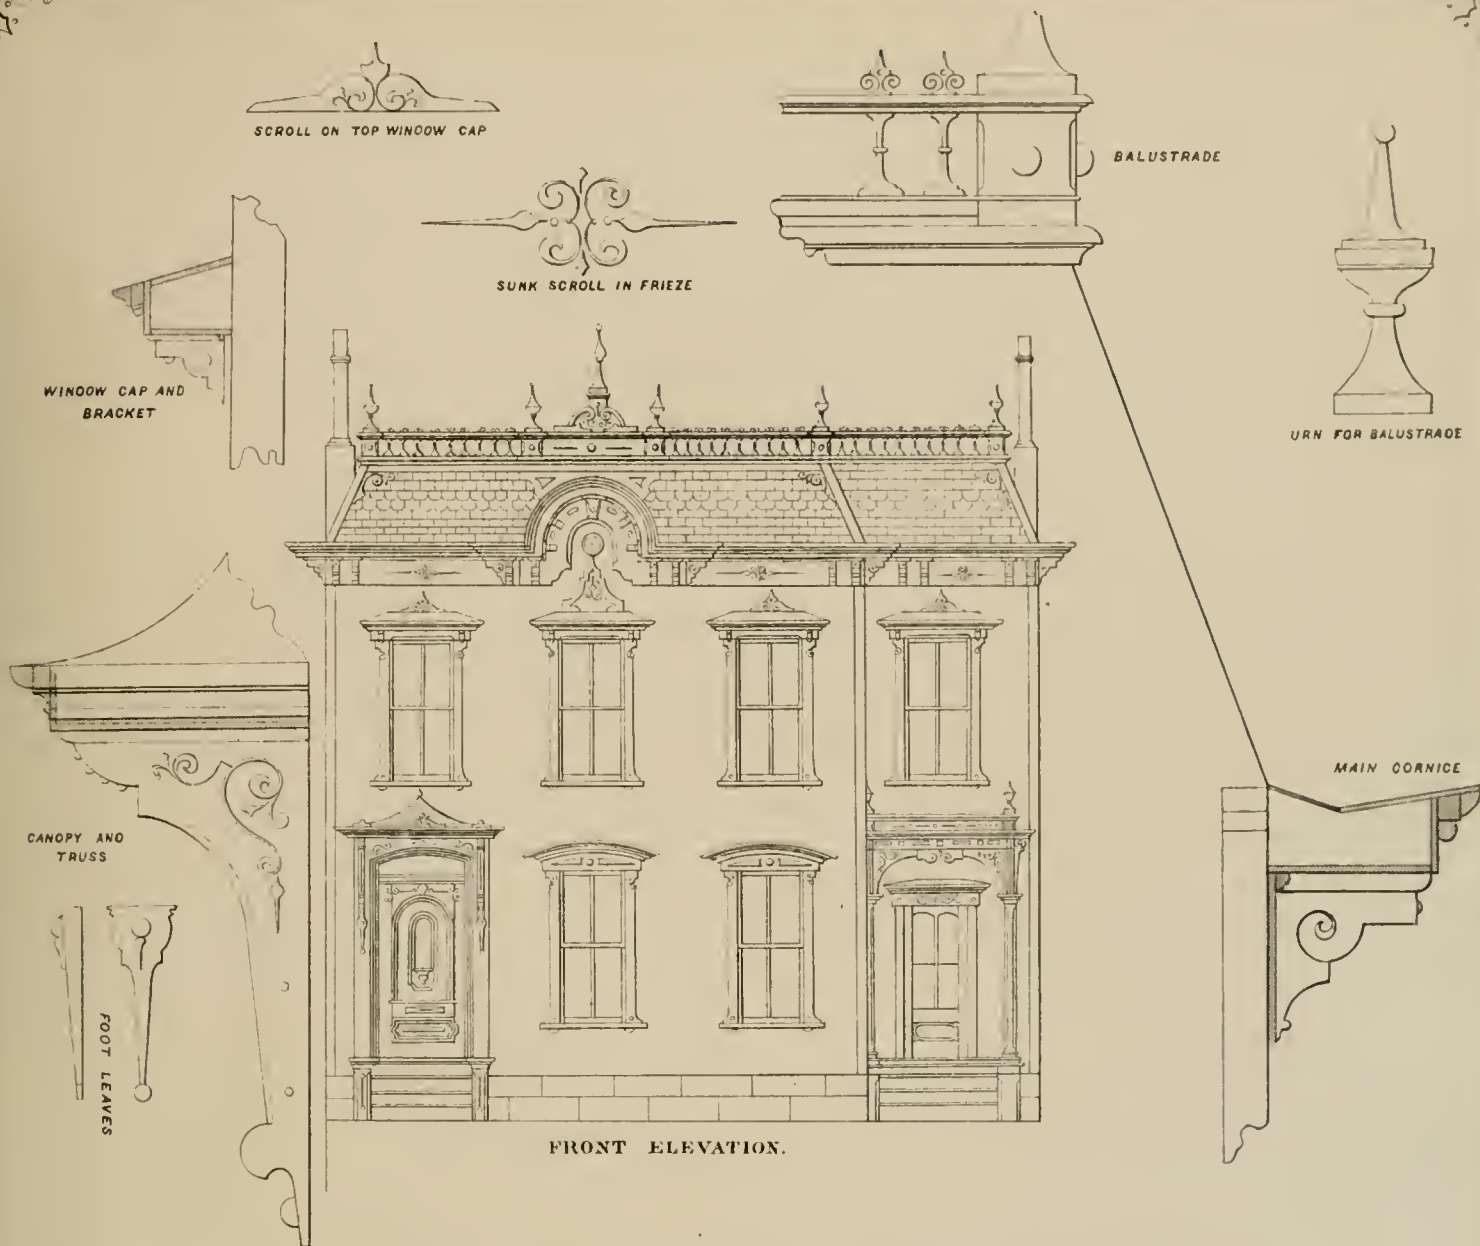 SCROLL ON TOP WINDOW CAP
BALUSTRADE
SUNK SCROLL IN FRIEZE
WINDOW CAP AND
BRACKET
URN FOR BALUSTRADE
MAIN CORNICE
CANOPY AND
TRUSS
FOOT LEAVES
FRONT ELEVATION.